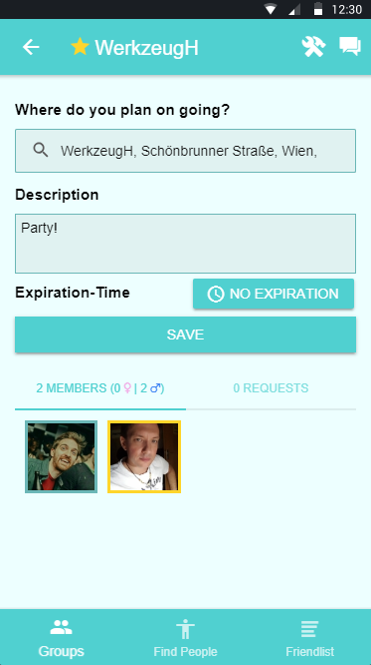 12:30
WerkzeugH
Where do you plan on going?
WerkzeugH, Schönbrunner Straße, Wien,
Description
Party!
Expiration-Time
NO EXPIRATION
SAVE
2 MEMBERS (0 ♀ | 2 ♂)
0 REQUESTS
Groups
Find People
Friendlist